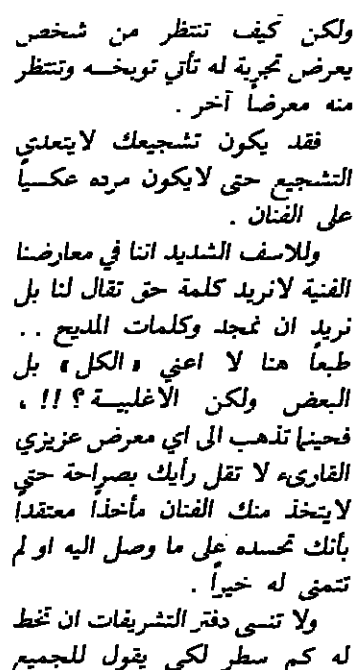 ولكن كيف تنتظر من شخص
يعرض تجربة له تأتي توبخه وتنتظر
منه معرضاً آخر .
فقد يكون تشجيعك لايتعدي
التشجيع حتى لايكون مرده عكسياً
على الفنان .
وللاسف الشديد اننا في معارضنا
الفنية لانريد كلمة حق تقال لنا بل
نريد ان نمجد وكلمات المديح . .
طبعاً هنا لا اعني « الكل » بل
البعض ولكن الاغلبية ؟ !! ،
فحينما تذهب الى اي معرض عزيزي
القارىء لا تقل رأيك بصراحة حتى
لايتخذ منك الفنان مأخذاً معتقداً
بأنك تحسده على ما وصل اليه او لم
تتمنى له خيراً .
ولا تنسى دفتر التشريفات ان تخط
له كم سطر لكي يقول للجميع